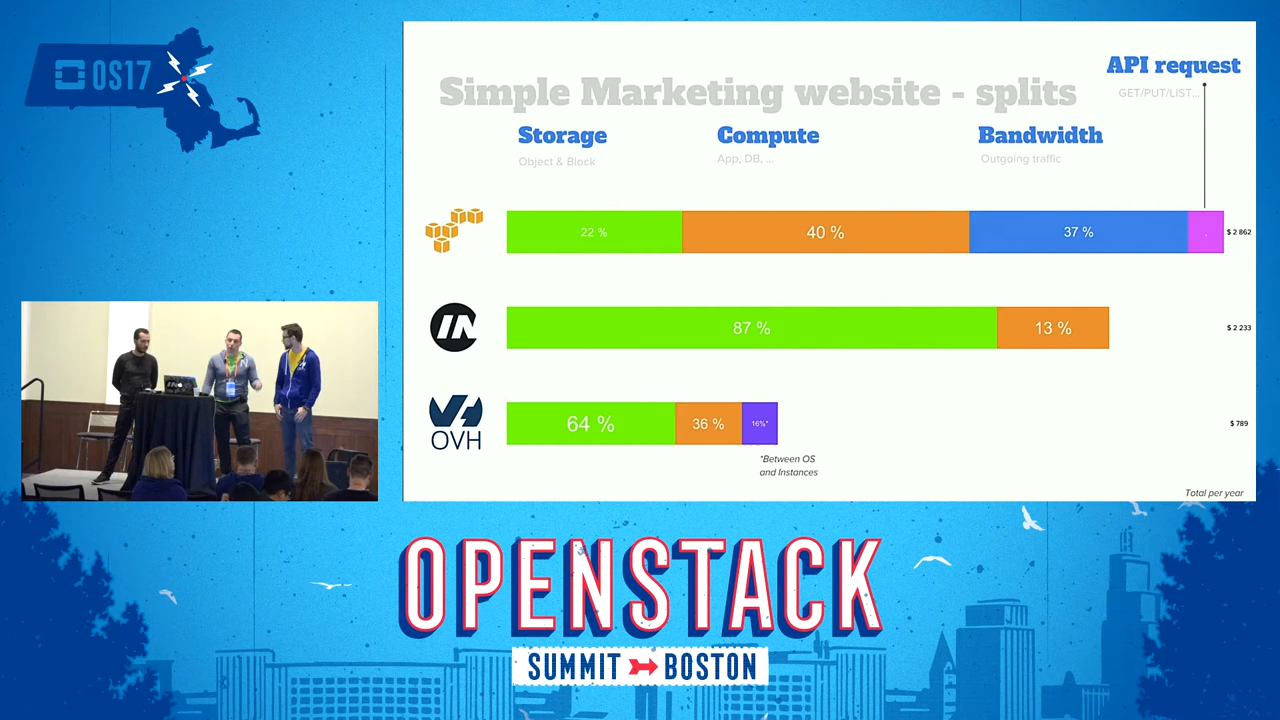 OS17
API request
GET/PUT/LIST...
Simple Marketing website - splits
Storage
Compute
Bandwidth
Object & Block
App, DB, ...
Outgoing traffic
22 %
40 %
37 %
$ 2 862
IN
87 %
13 %
$ 2 233
OVH
64 %
36 %
16%*
$ 789
*Between OS
and Instances
Total per year
OPENSTACK
SUMMIT BOSTON